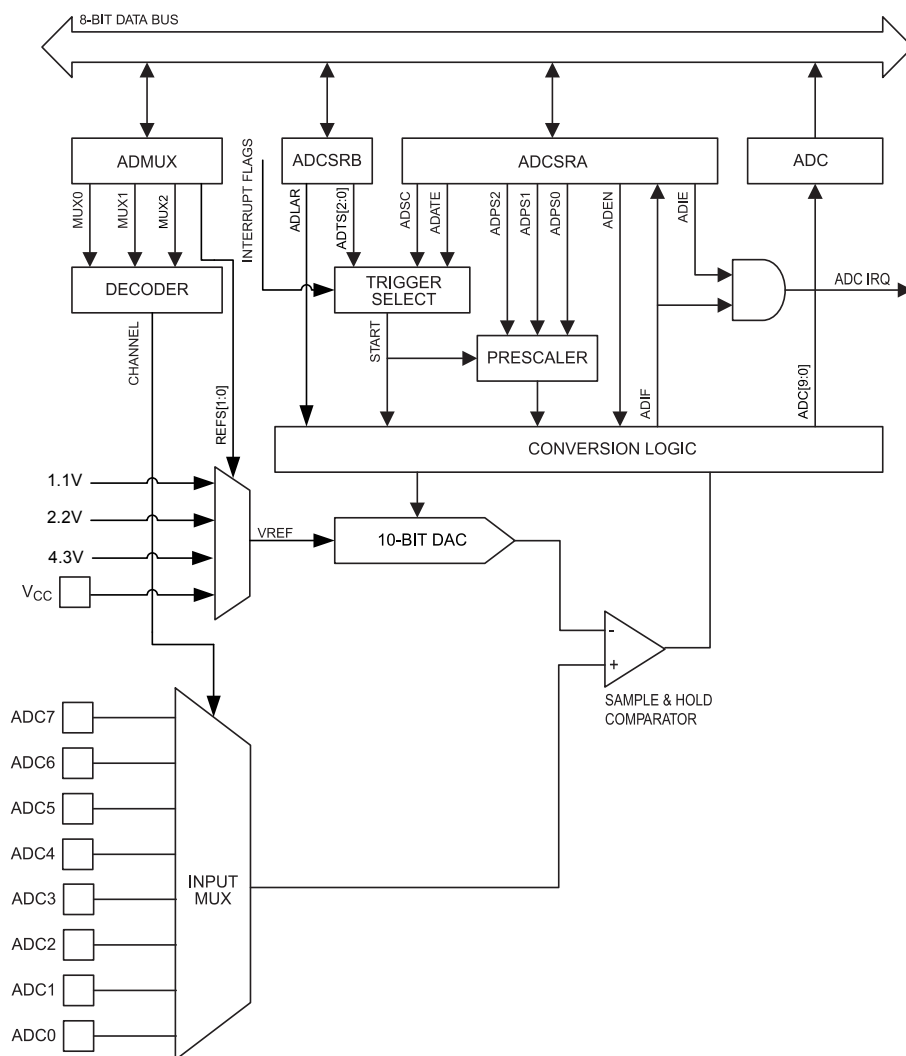 8-BIT DATA BUS
ADMUX
ADCSRB
ADCSRA
ADC
INTERRUPT FLAGS
MUX0
MUX1
MUX2
ADLAR
ADTS[2:0]
ADSC
ADATE
ADPS2
ADPS1
ADPS0
ADEN
ADIE
DECODER
TRIGGER
SELECT
ADC IRQ
CHANNEL
REFS[1:0]
START
PRESCALER
ADIF
ADC[9:0]
CONVERSION LOGIC
1.1V
2.2V
4.3V
VCC
VREF
10-BIT DAC
-
+
SAMPLE & HOLD
COMPARATOR
ADC7
ADC6
ADC5
ADC4
ADC3
ADC2
ADC1
ADC0
INPUT
MUX